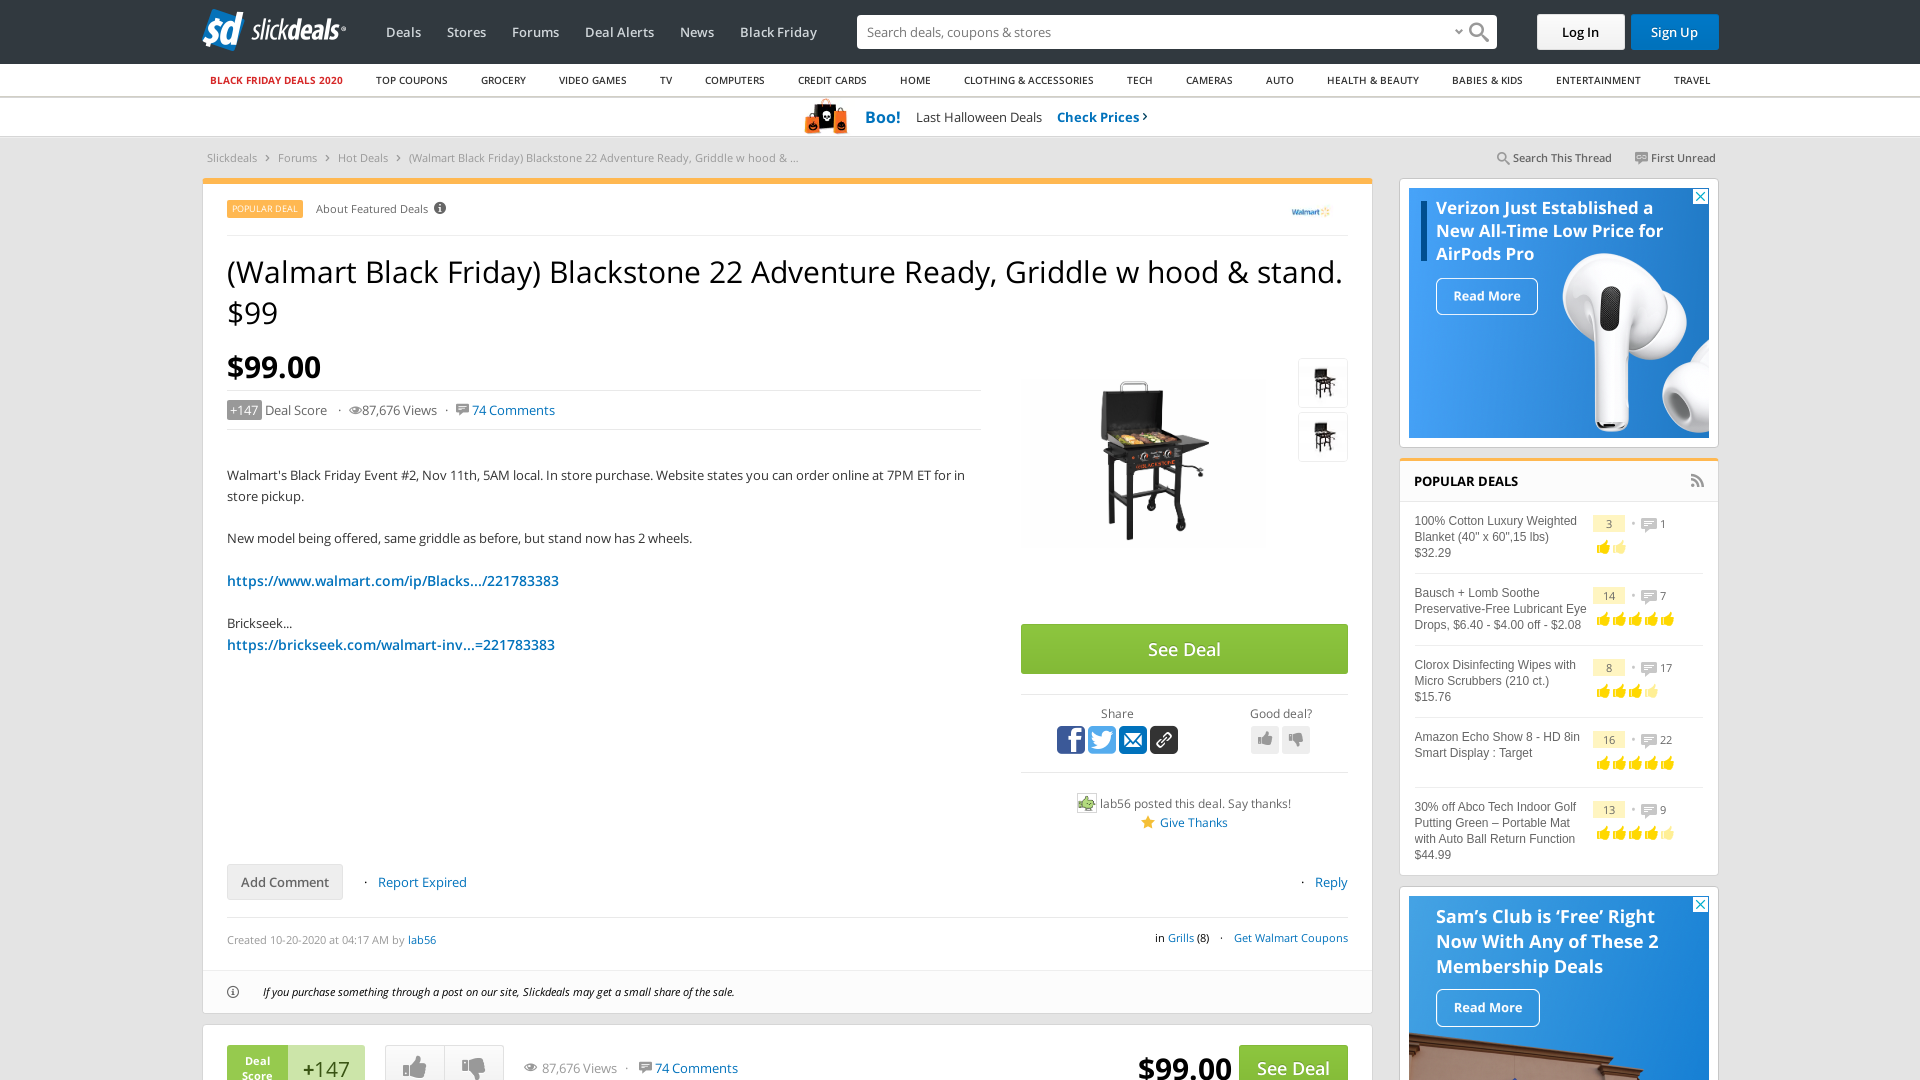 slickdeals
Deals
Stores
Forums
Deal Alerts
News
Black Friday
Search deals, coupons & stores
Log In
Sign Up
BLACK FRIDAY DEALS 2020
TOP COUPONS
GROCERY
VIDEO GAMES
TV
COMPUTERS
CREDIT CARDS
HOME
CLOTHING & ACCESSORIES
TECH
CAMERAS
AUTO
HEALTH & BEAUTY
BABIES & KIDS
ENTERTAINMENT
TRAVEL
Boo! Last Halloween Deals Check Prices ›
Slickdeals › Forums › Hot Deals › (Walmart Black Friday) Blackstone 22 Adventure Ready, Griddle w hood & ...
Search This Thread
First Unread
POPULAR DEAL
About Featured Deals
Walmart
(Walmart Black Friday) Blackstone 22 Adventure Ready, Griddle w hood & stand.
$99
$99.00
+147 Deal Score · 87,676 Views · 74 Comments
Walmart's Black Friday Event #2, Nov 11th, 5AM local. In store purchase. Website states you can order online at 7PM ET for in
store pickup.
New model being offered, same griddle as before, but stand now has 2 wheels.
https://www.walmart.com/ip/Blacks.../221783383
Brickseek...
https://brickseek.com/walmart-inv...=221783383
See Deal
Share
Good deal?
lab56 posted this deal. Say thanks!
Give Thanks
Add Comment
· Report Expired
· Reply
Created 10-20-2020 at 04:17 AM by lab56
in Grills (8) · Get Walmart Coupons
If you purchase something through a post on our site, Slickdeals may get a small share of the sale.
Deal
Score
+147
87,676 Views · 74 Comments
$99.00
See Deal
Verizon Just Established a
New All-Time Low Price for
AirPods Pro
Read More
POPULAR DEALS
100% Cotton Luxury Weighted
Blanket (40" x 60",15 lbs)
$32.29
3 · 1
Bausch + Lomb Soothe
Preservative-Free Lubricant Eye
Drops, $6.40 - $4.00 off - $2.08
14 · 7
Clorox Disinfecting Wipes with
Micro Scrubbers (210 ct.)
$15.76
8 · 17
Amazon Echo Show 8 - HD 8in
Smart Display : Target
16 · 22
30% off Abco Tech Indoor Golf
Putting Green – Portable Mat
with Auto Ball Return Function
$44.99
13 · 9
Sam’s Club is ‘Free’ Right
Now With Any of These 2
Membership Deals
Read More